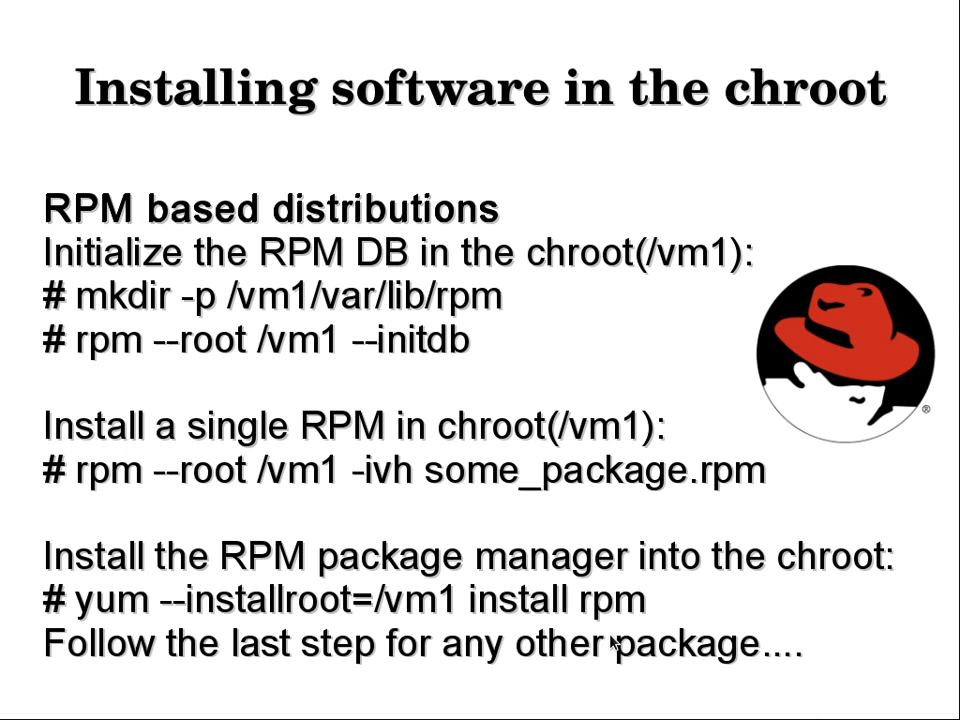 Installing software in the chroot
RPM based distributions
Initialize the RPM DB in the chroot(/vm1):
# mkdir -p /vm1/var/lib/rpm
# rpm --root /vm1 --initdb
®
Install a single RPM in chroot(/vm1):
# rpm --root /vm1 -ivh some_package.rpm
Install the RPM package manager into the chroot:
# yum --installroot=/vm1 install rpm
Follow the last step for any other package....